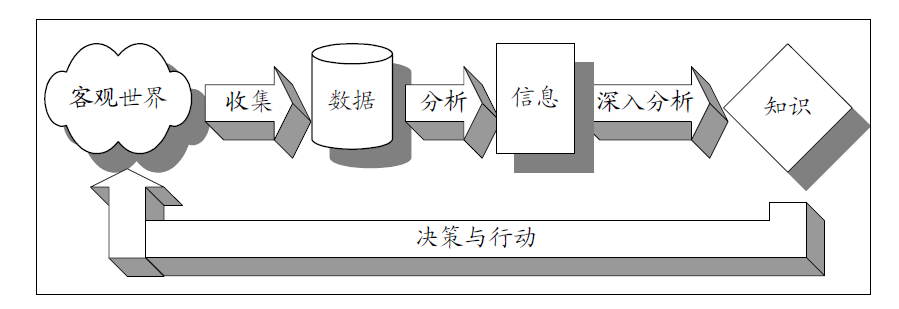 客观世界
收集
数据
分析
信息
深入分析
知识
决策与行动